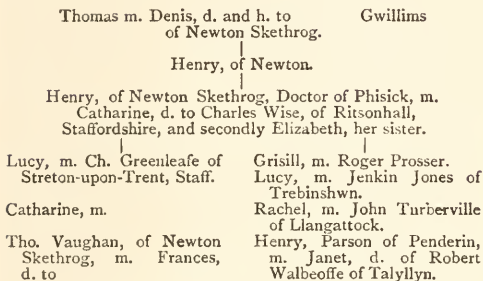 Thomas m. Denis, d. and h. to Gwillims
of Newton Skethrog.
Henry, of Newton.
Henry, of Newton Skethrog, Doctor of Phisick, m.
Catharine, d. to Charles Wise, of Ritsonhall,
Staffordshire, and secondly Elizabeth, her sister.
Lucy, m. Ch. Greenleafe of
Streton-upon-Trent, Staff.
Catharine, m.
Tho. Vaughan, of Newton
Skethrog, m. Frances,
d. to
Grisill, m. Roger Prosser.
Lucy, m. Jenkin Jones of
Trebinshwn.
Rachel, m. John Turberville
of Llangattock.
Henry, Parson of Penderin,
m. Janet, d. of Robert
Walbeoffe of Talyllyn.